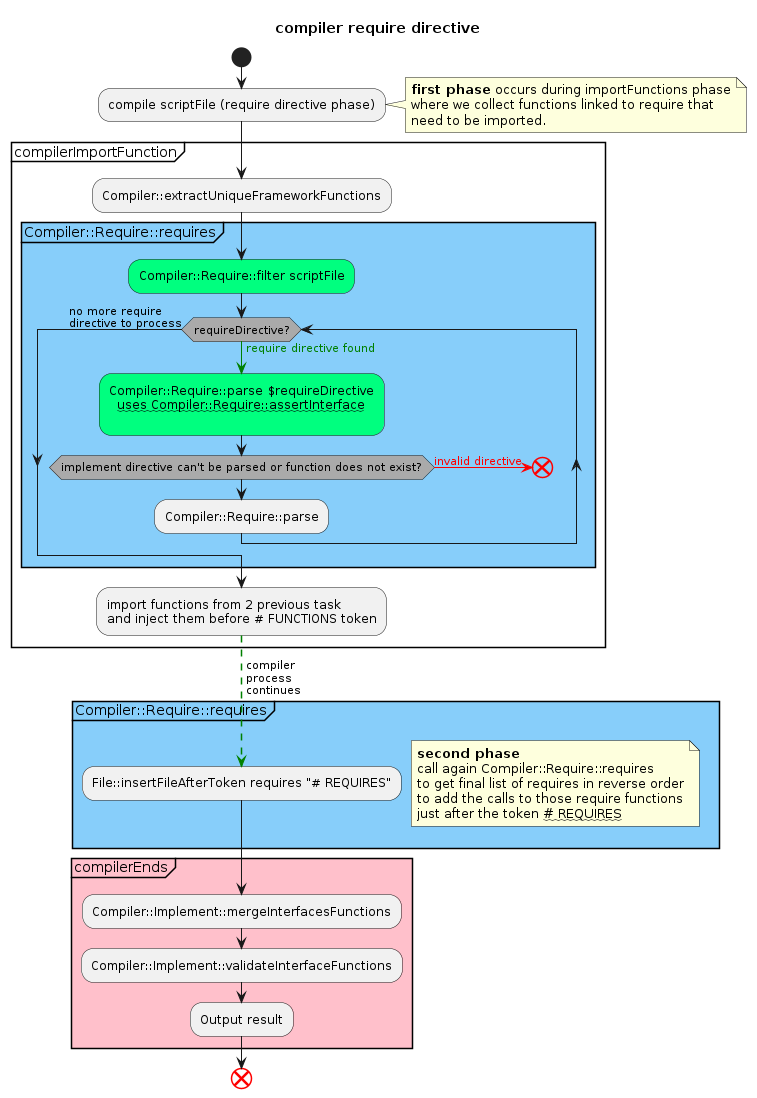 compiler require directive
compile scriptFile (require directive phase)
first phase occurs during importFunctions phase
where we collect functions linked to require that
need to be imported.
compilerImportFunction
Compiler::extractUniqueFrameworkFunctions
Compiler::Require::requires
Compiler::Require::filter scriptFile
no more require
directive to process
requireDirective?
require directive found
Compiler::Require::parse $requireDirective
uses Compiler::Require::assertInterface
implement directive can't be parsed or function does not exist?
invalid directive
Compiler::Require::parse
import functions from 2 previous task
and inject them before # FUNCTIONS token
compiler
process
continues
Compiler::Require::requires
File::insertFileAfterToken requires "# REQUIRES"
second phase
call again Compiler::Require::requires
to get final list of requires in reverse order
to add the calls to those require functions
just after the token # REQUIRES
compilerEnds
Compiler::Implement::mergeInterfacesFunctions
Compiler::Implement::validateInterfaceFunctions
Output result